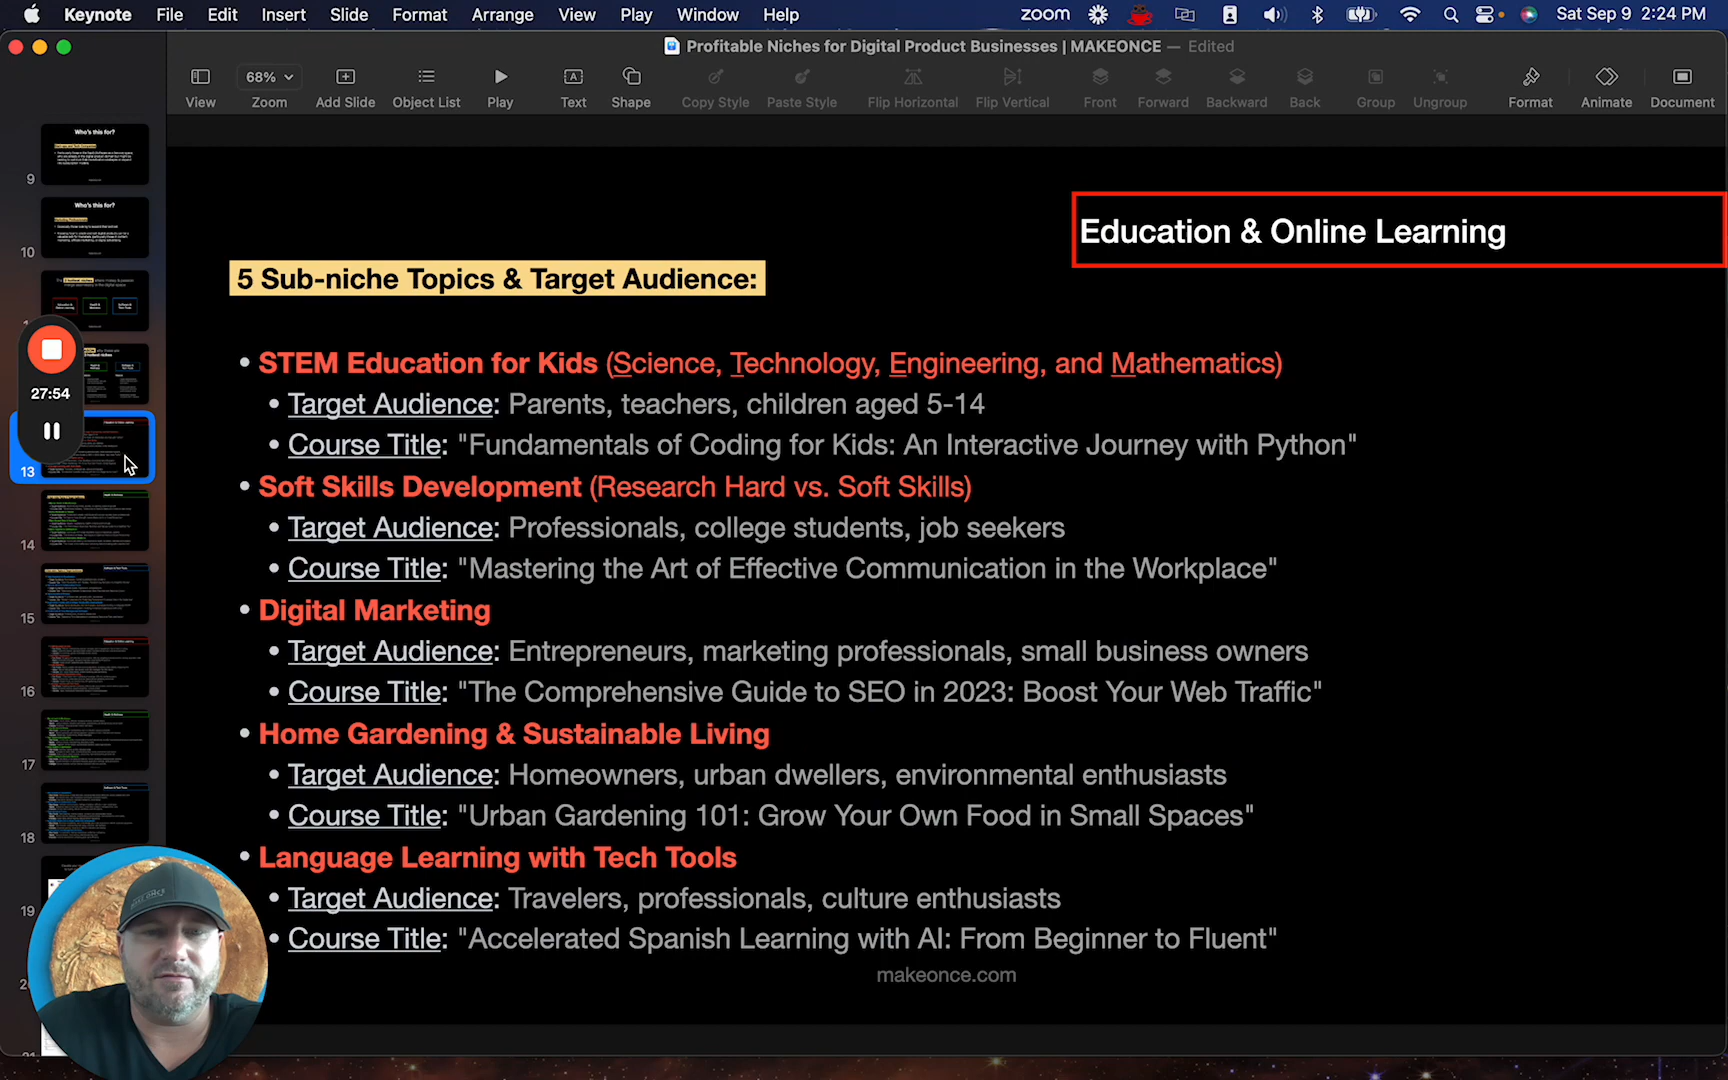 Keynote File Edit Insert Slide Format Arrange View Play Window Help
zoom Sat Sep 9 2:24 PM
Profitable Niches for Digital Product Businesses | MAKEONCE — Edited
68%
View Zoom Add Slide Object List Play Text Shape Copy Style Paste Style Flip Horizontal Flip Vertical Front Forward Backward Back Group Ungroup Format Animate Document
Who's this for?
9
Who's this for?
10
27:54
13
14
15
16
17
18
19
Education & Online Learning
5 Sub-niche Topics & Target Audience:
• STEM Education for Kids (Science, Technology, Engineering, and Mathematics)
• Target Audience: Parents, teachers, children aged 5-14
• Course Title: "Fundamentals of Coding for Kids: An Interactive Journey with Python"
• Soft Skills Development (Research Hard vs. Soft Skills)
• Target Audience: Professionals, college students, job seekers
• Course Title: "Mastering the Art of Effective Communication in the Workplace"
• Digital Marketing
• Target Audience: Entrepreneurs, marketing professionals, small business owners
• Course Title: "The Comprehensive Guide to SEO in 2023: Boost Your Web Traffic"
• Home Gardening & Sustainable Living
• Target Audience: Homeowners, urban dwellers, environmental enthusiasts
• Course Title: "Urban Gardening 101: Grow Your Own Food in Small Spaces"
• Language Learning with Tech Tools
• Target Audience: Travelers, professionals, culture enthusiasts
• Course Title: "Accelerated Spanish Learning with AI: From Beginner to Fluent"
makeonce.com